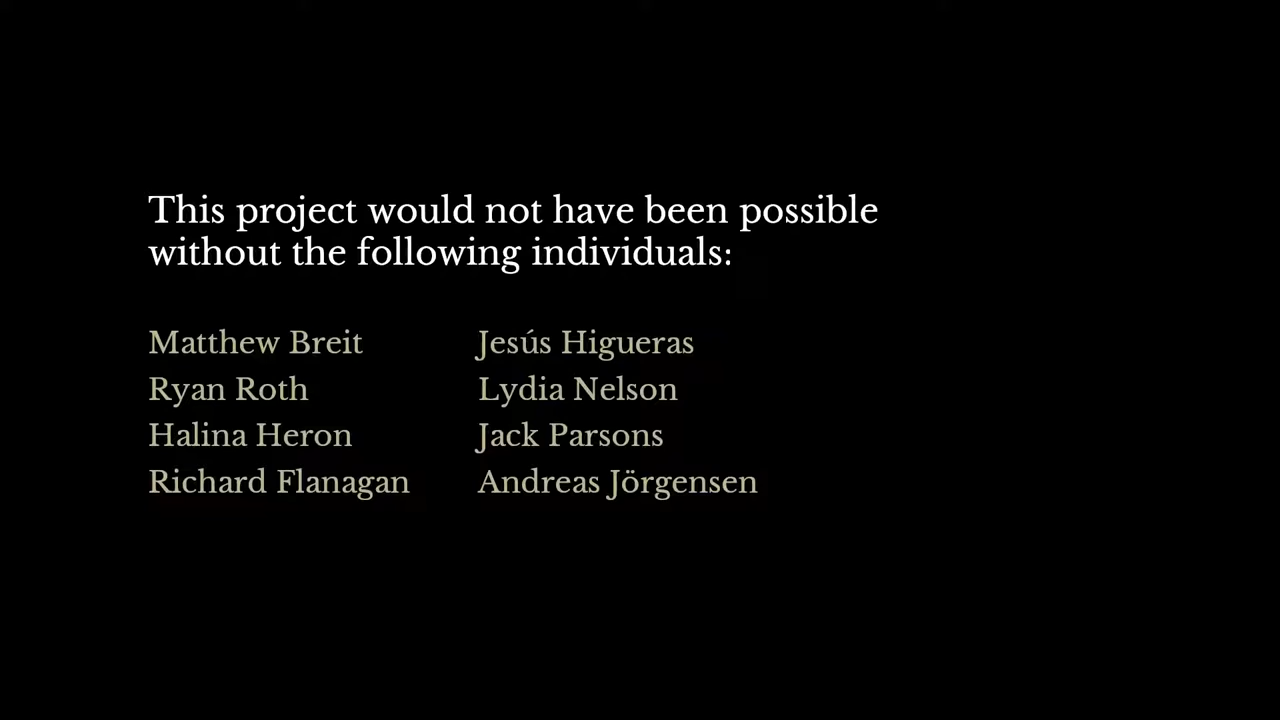 This project would not have been possible
without the following individuals:
Matthew Breit
Ryan Roth
Halina Heron
Richard Flanagan
Jesús Higueras
Lydia Nelson
Jack Parsons
Andreas Jörgensen